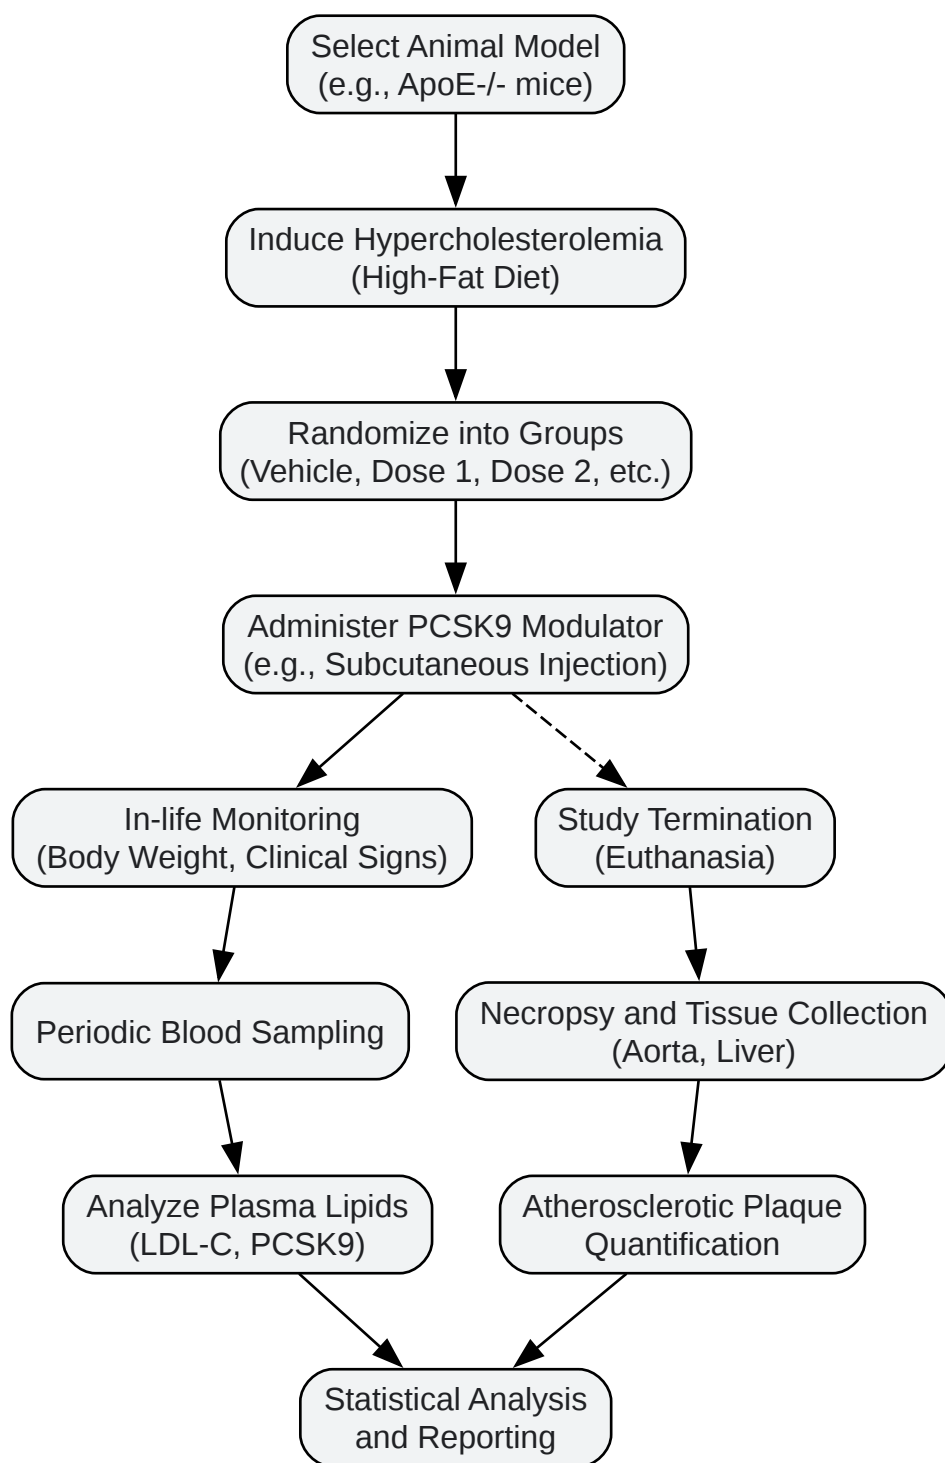 Select Animal Model
(e.g., ApoE-/- mice)
Induce Hypercholesterolemia
(High-Fat Diet)
Randomize into Groups
(Vehicle, Dose 1, Dose 2, etc.)
Administer PCSK9 Modulator
(e.g., Subcutaneous Injection)
In-life Monitoring
(Body Weight, Clinical Signs)
Study Termination
(Euthanasia)
Periodic Blood Sampling
Necropsy and Tissue Collection
(Aorta, Liver)
Analyze Plasma Lipids
(LDL-C, PCSK9)
Atherosclerotic Plaque
Quantification
Statistical Analysis
and Reporting